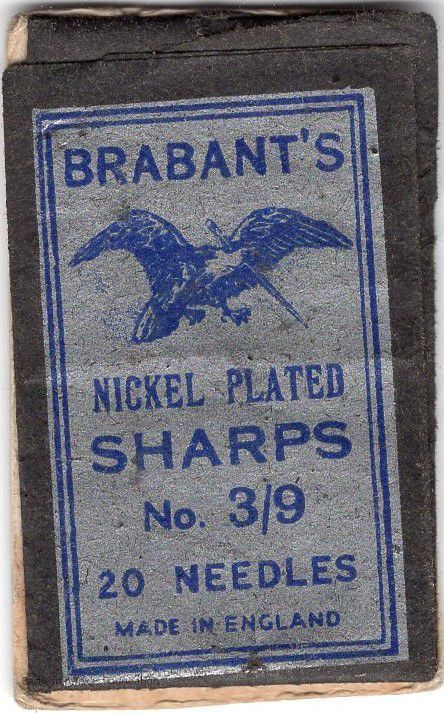 BRABANT'S
NICKEL PLATED
SHARPS
No. 3/9
20 NEEDLES
MADE IN ENGLAND